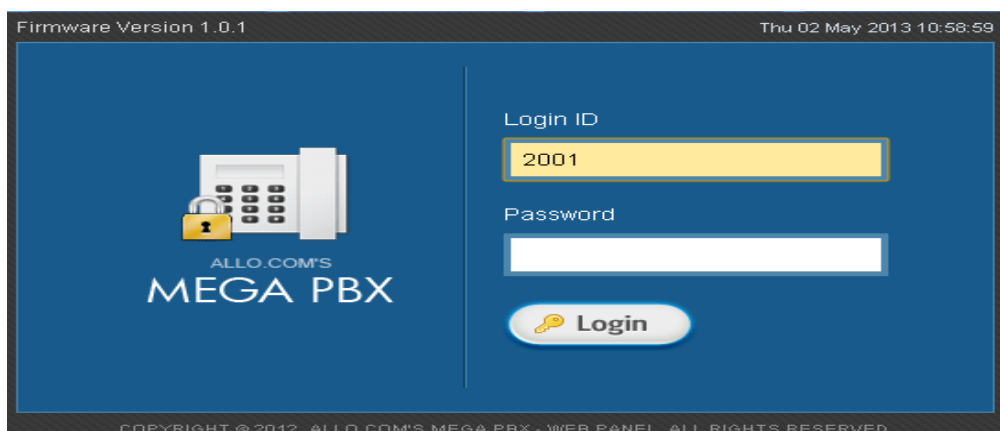 Firmware Version 1.0.1
Thu 02 May 2013 10:58:59
Login ID
2001
Password
ALLO.COM'S
MEGA PBX
Login
COPYRIGHT © 2012 ALLO.COM'S MEGA PBX - WEB PANEL. ALL RIGHTS RESERVED